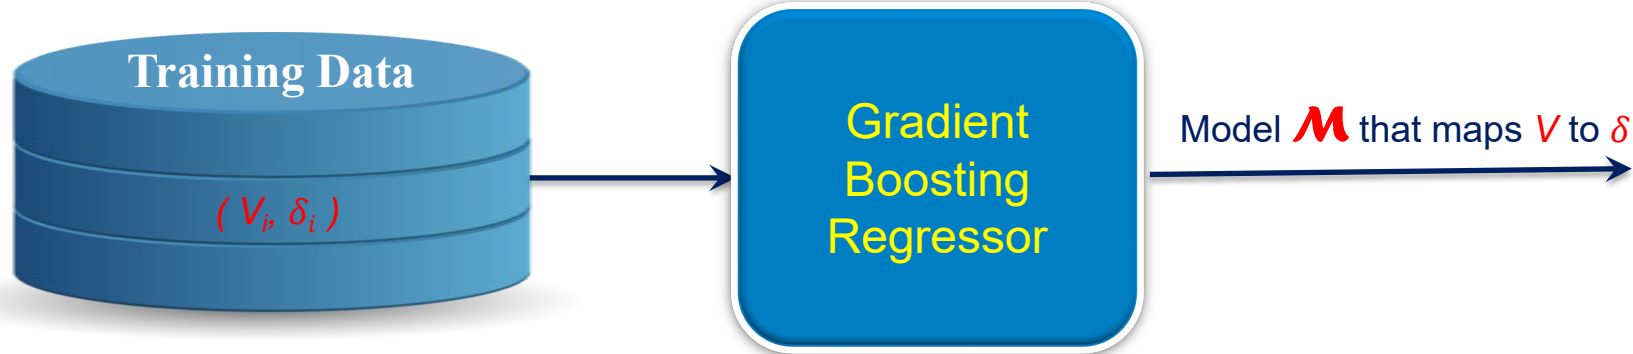 Training Data
( Vᵢ, δᵢ )
Gradient
Boosting
Regressor
Model 𝓜 that maps V to δ